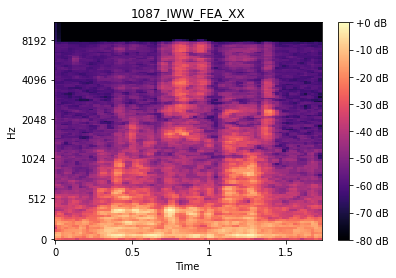 1087_IWW_FEA_XX
+0 dB
8192
-10 dB
4096
-20 dB
-30 dB
2048
Hz
-40 dB
1024
-50 dB
512
-60 dB
-70 dB
0
-80 dB
0
0.5
1
1.5
Time